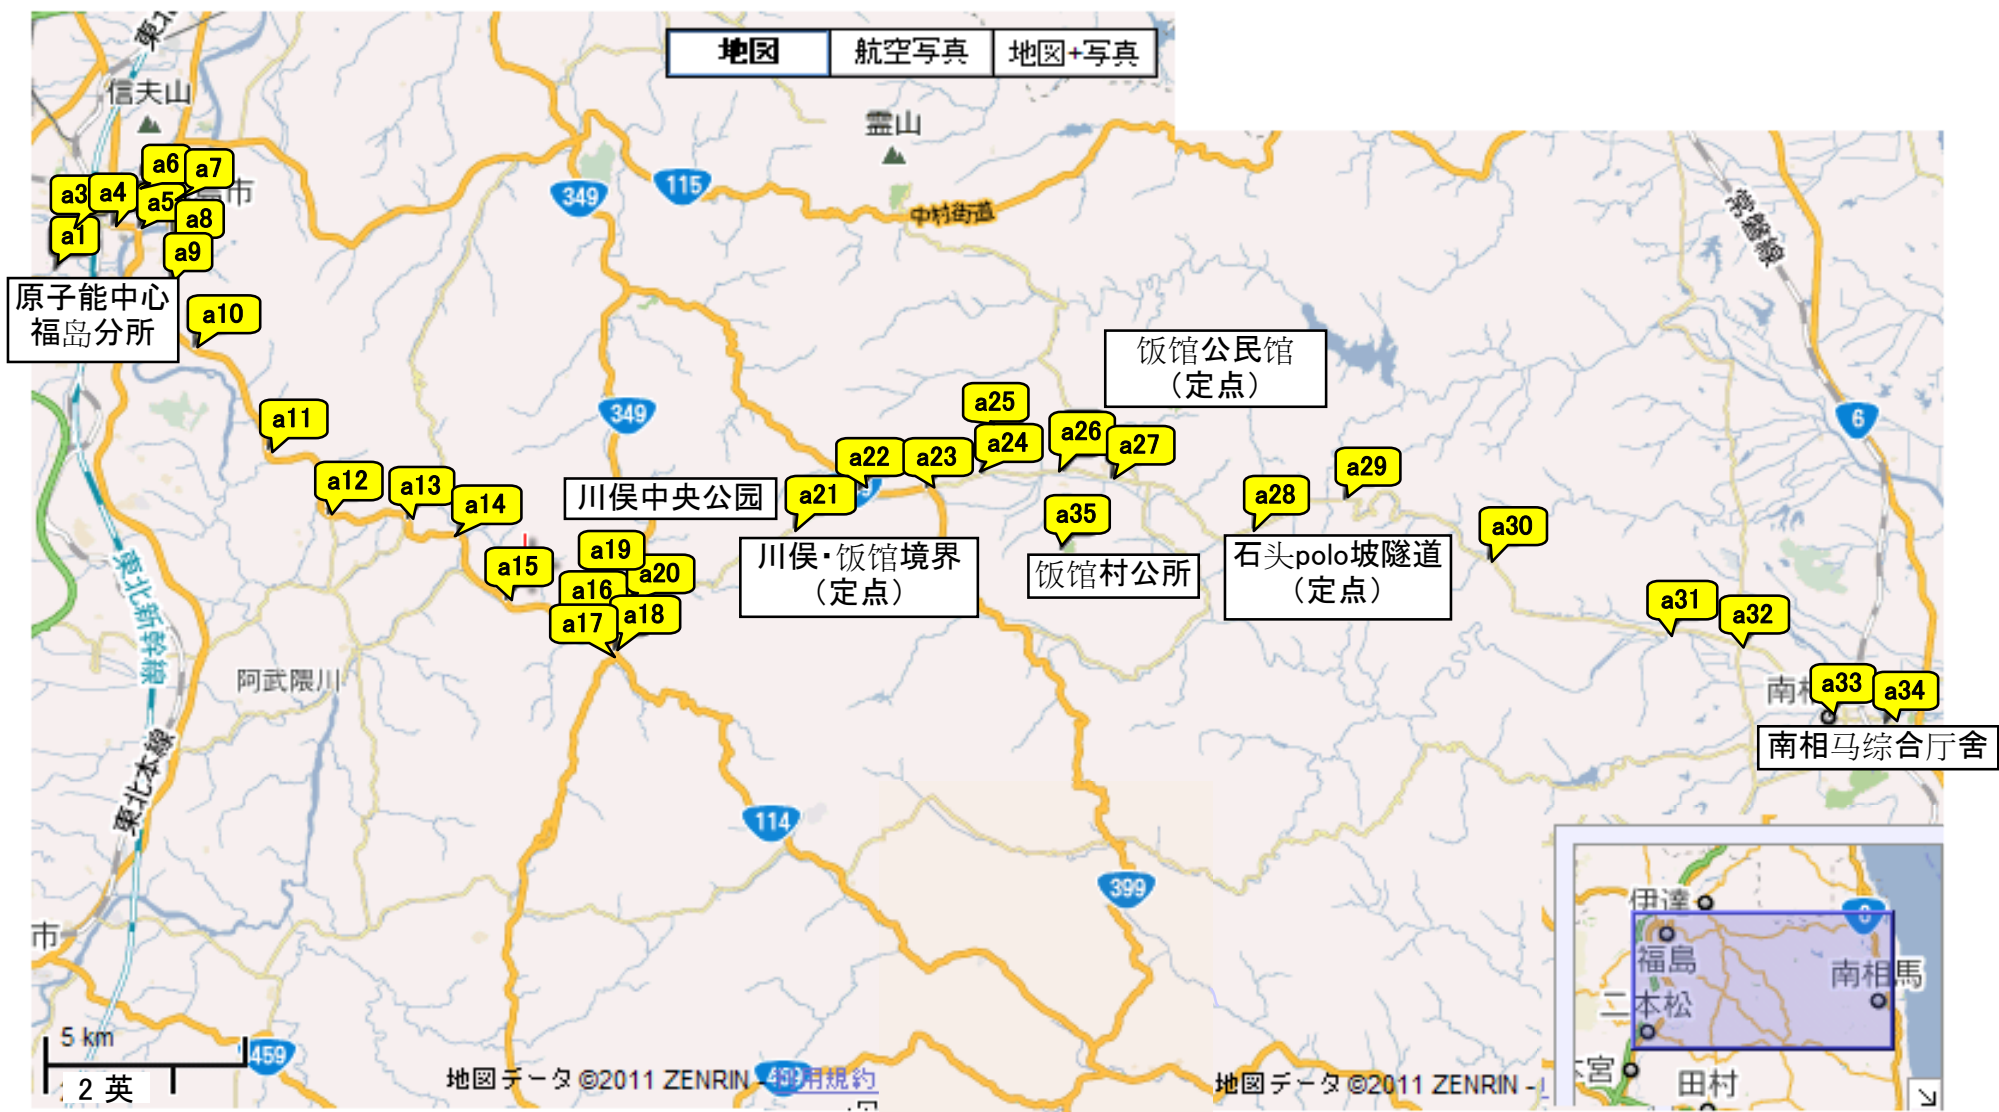 地図
航空写真
地図+写真
信夫山
霊山
115
349
中村街道
常磐線
a6
a7
a3
a4
a5
市
a8
a1
a9
原子能中心
福岛分所
a10
饭馆公民馆
(定点)
6
349
a11
a25
a26
a24
a27
a22
a23
a29
a12
a13
a14
川俣中央公园
a21
a28
a35
a30
a19
川俣・饭馆境界
(定点)
石头polo坡隧道
(定点)
饭馆村公所
a15
a20
a16
a18
a17
a31
a32
東北新幹線
阿武隈川
a33
a34
南相马综合厅舍
東北本線
114
399
伊達
6
福島
南相馬
二本松
市
5 km
2 英
459
地図データ ©2011 ZENRIN -
利用規約
地図データ ©2011 ZENRIN -
田村